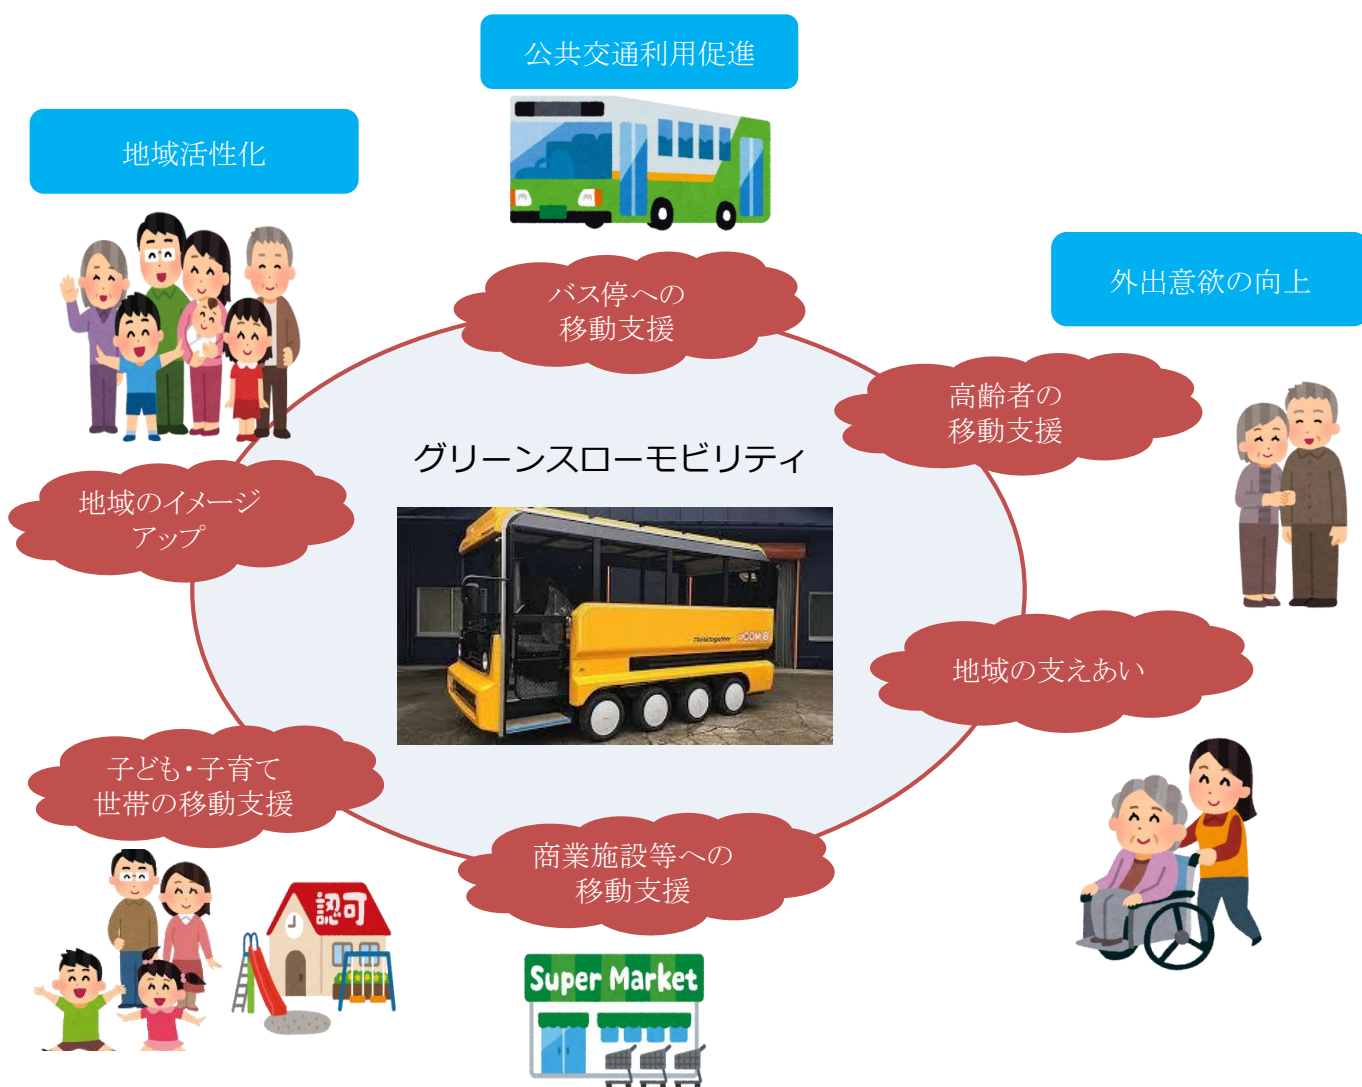 公共交通利用促進
地域活性化
外出意欲の向上
バス停への
移動支援
高齢者の
移動支援
グリーンスローモビリティ
地域のイメージ
アップ
Thinktogether
eCOM-8
地域の支えあい
子ども・子育て
世帯の移動支援
商業施設等への
移動支援
認可
Super Market